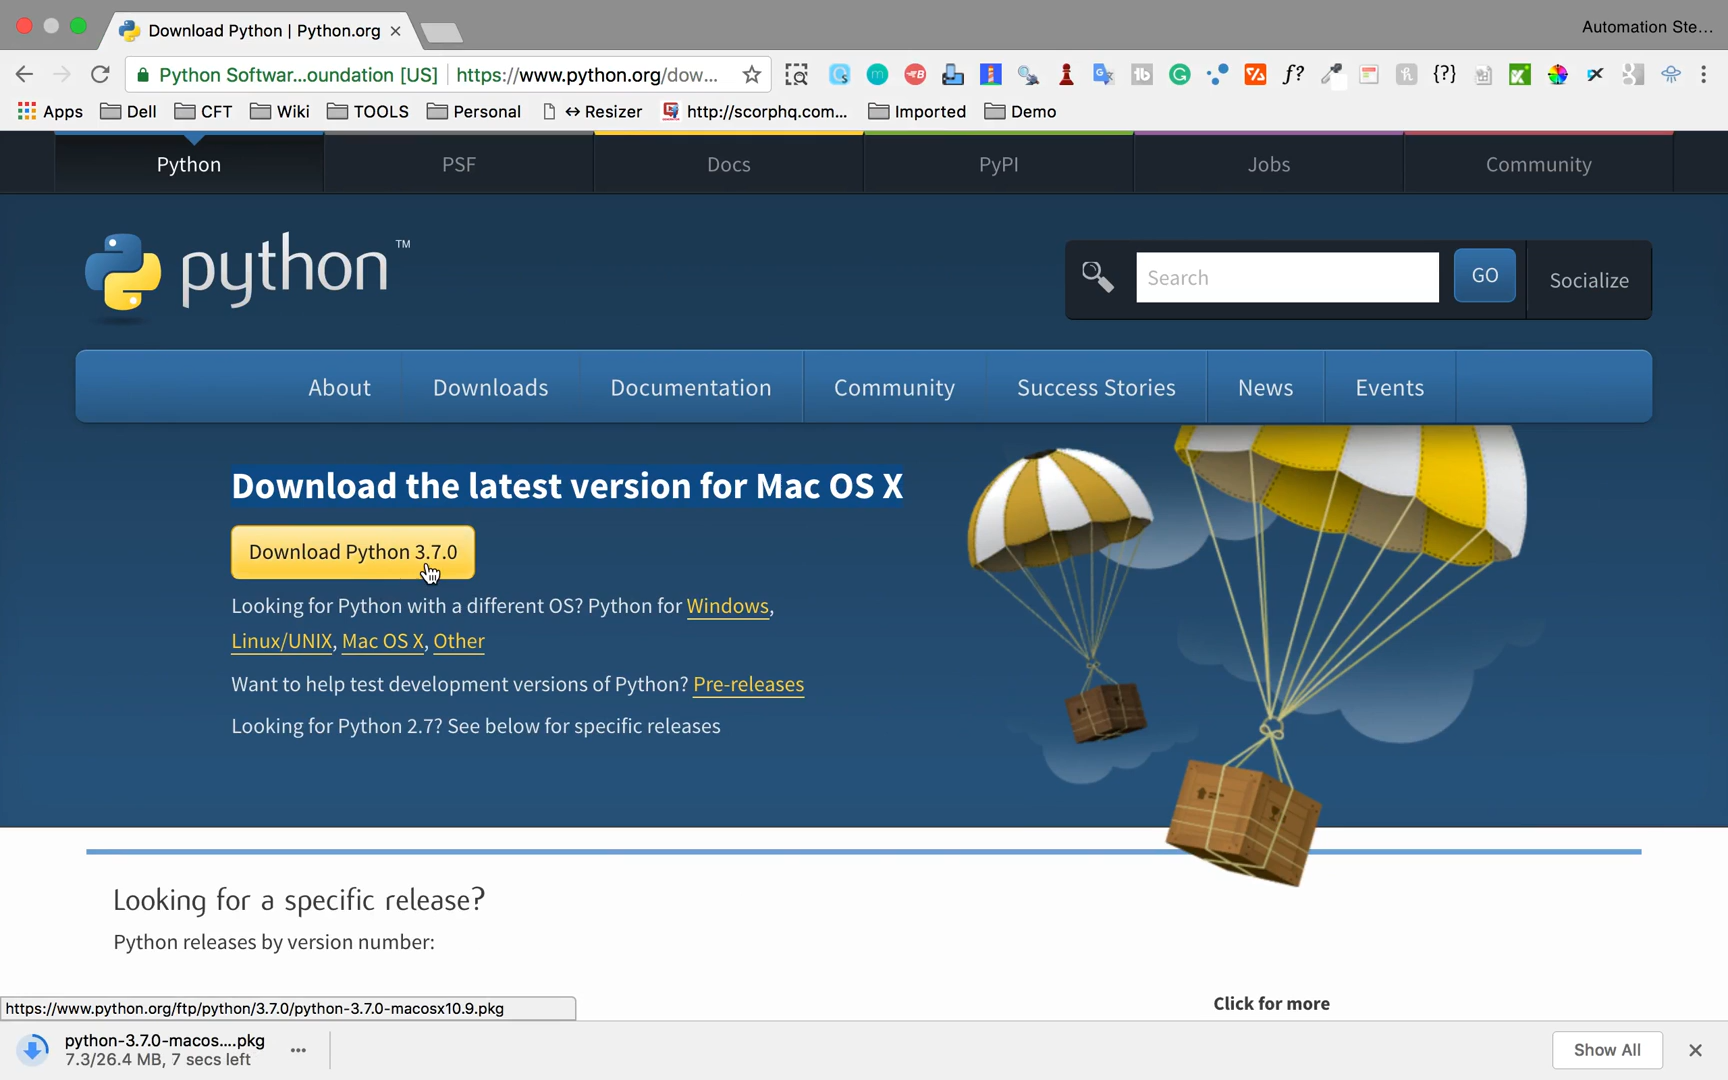 Download Python | Python.org
Automation Ste...
Python Softwar...oundation [US] https://www.python.org/dow...
Apps Dell CFT Wiki TOOLS Personal ↔ Resizer http://scorphq.com... Imported Demo
Python PSF Docs PyPI Jobs Community
python™
Search GO Socialize
About Downloads Documentation Community Success Stories News Events
Download the latest version for Mac OS X
Download Python 3.7.0
Looking for Python with a different OS? Python for Windows,
Linux/UNIX, Mac OS X, Other
Want to help test development versions of Python? Pre-releases
Looking for Python 2.7? See below for specific releases
Looking for a specific release?
Python releases by version number:
Click for more
https://www.python.org/ftp/python/3.7.0/python-3.7.0-macosx10.9.pkg
python-3.7.0-macos....pkg
7.3/26.4 MB, 7 secs left
Show All